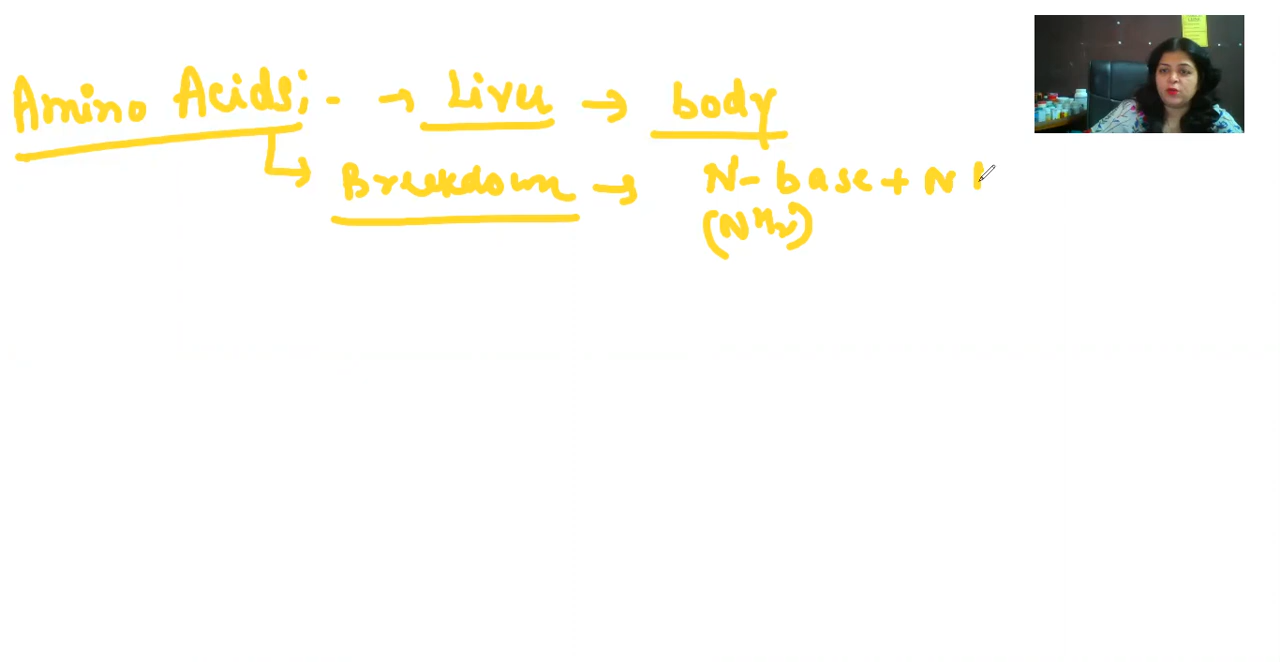 Amino Acids:- → Liver → body
↳ Breakdown → N-base + N
(NH2)